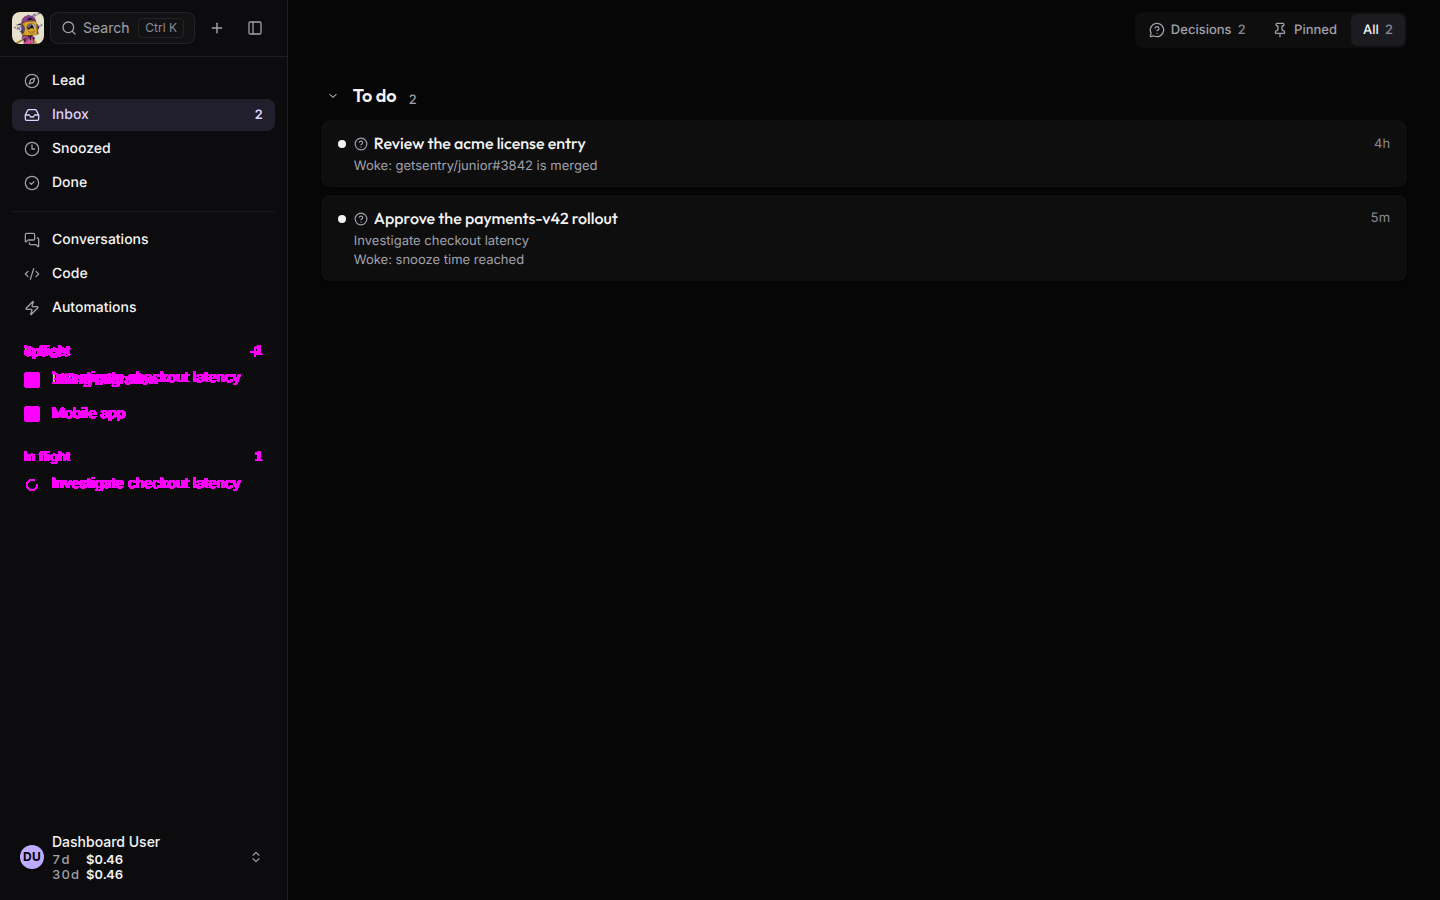 Search Ctrl K
Lead
Inbox 2
Snoozed
Done
Conversations
Code
Automations
checkout latency
Mobile app
In flight 1
Investigate checkout latency
Dashboard User
DU
7d $0.46
30d $0.46
Decisions 2
Pinned
All 2
To do 2
Review the acme license entry 4h
Woke: getsentry/junior#3842 is merged
Approve the payments-v42 rollout 5m
Investigate checkout latency
Woke: snooze time reached